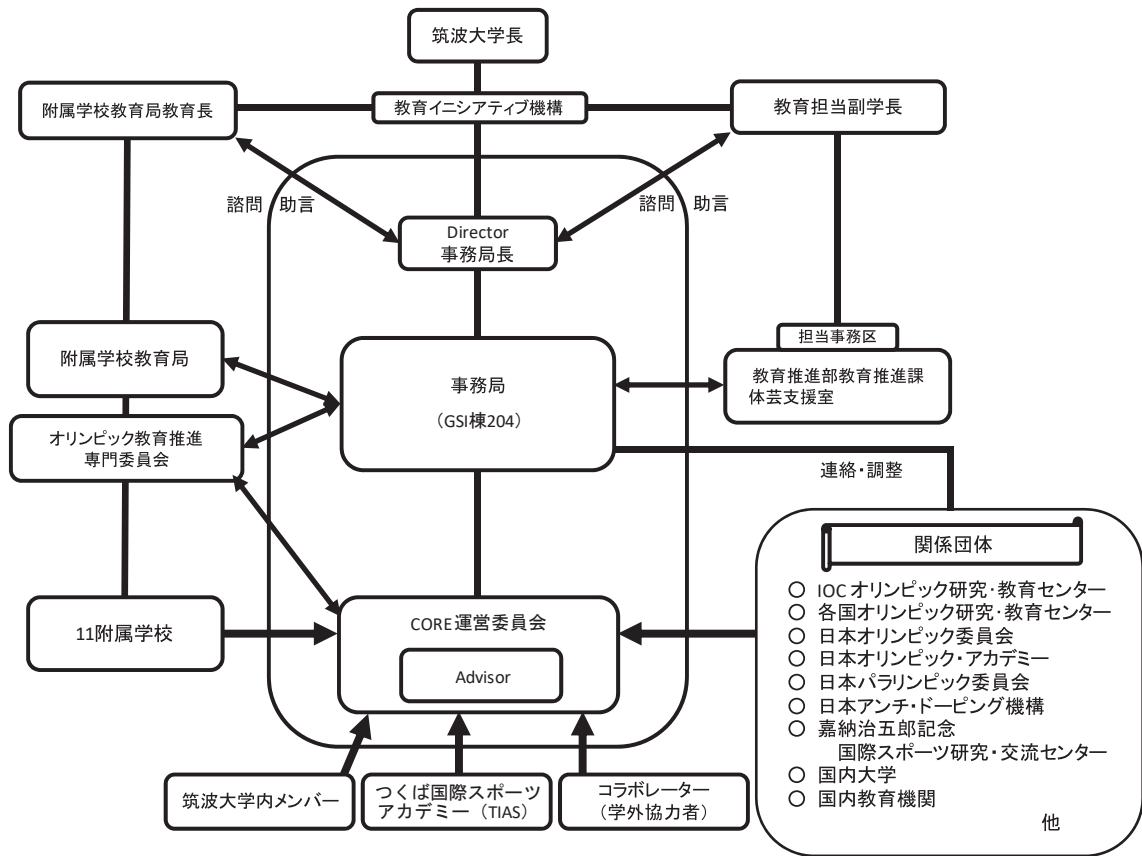 筑波大学長
附属学校教育局教育長
教育イニシアティブ機構
教育担当副学長
諮問 助言
諮問 助言
Director
事務局長
附属学校教育局
事務局
（GSI棟204）
担当事務区
教育推進部教育推進課
体芸支援室
オリンピック教育推進
専門委員会
連絡・調整
関係団体
○ IOCオリンピック研究・教育センター
○ 各国オリンピック研究・教育センター
○ 日本オリンピック委員会
○ 日本オリンピック・アカデミー
○ 日本パラリンピック委員会
○ 日本アンチ・ドーピング機構
○ 嘉納治五郎記念
国際スポーツ研究・交流センター
○ 国内大学
○ 国内教育機関
他
11附属学校
CORE運営委員会
Advisor
筑波大学内メンバー
つくば国際スポーツ
アカデミー（TIAS）
コラボレーター
（学外協力者）